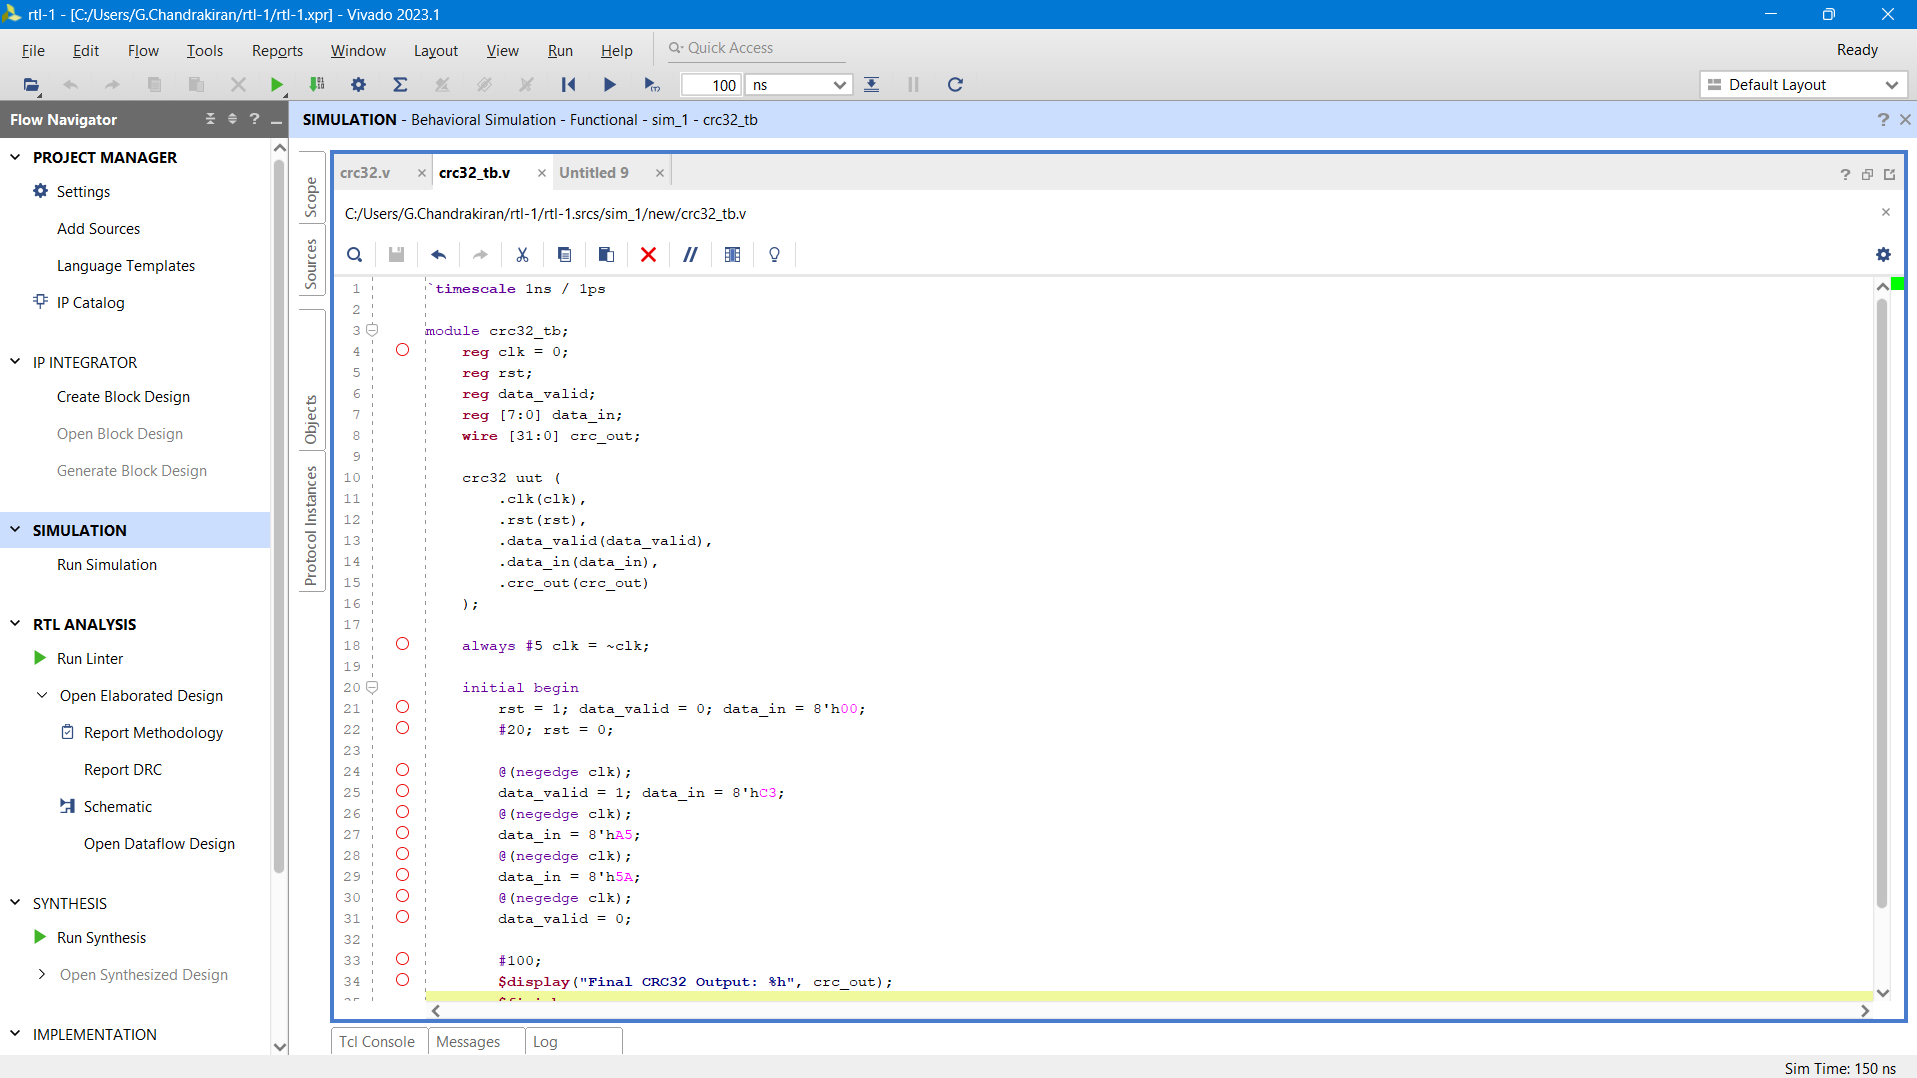 rtl-1 - [C:/Users/G.Chandrakiran/rtl-1/rtl-1.xpr] - Vivado 2023.1
File Edit Flow Tools Reports Window Layout View Run Help Quick Access Ready
100 ns Default Layout
Flow Navigator
SIMULATION - Behavioral Simulation - Functional - sim_1 - crc32_tb
PROJECT MANAGER
Settings
Add Sources
Language Templates
IP Catalog
IP INTEGRATOR
Create Block Design
Open Block Design
Generate Block Design
SIMULATION
Run Simulation
RTL ANALYSIS
Run Linter
Open Elaborated Design
Report Methodology
Report DRC
Schematic
Open Dataflow Design
SYNTHESIS
Run Synthesis
Open Synthesized Design
IMPLEMENTATION
Scope
Sources
Objects
Protocol Instances
crc32.v crc32_tb.v Untitled 9
C:/Users/G.Chandrakiran/rtl-1/rtl-1.srcs/sim_1/new/crc32_tb.v
1 `timescale 1ns / 1ps
2
3 module crc32_tb;
4 reg clk = 0;
5 reg rst;
6 reg data_valid;
7 reg [7:0] data_in;
8 wire [31:0] crc_out;
9
10 crc32 uut (
11 .clk(clk),
12 .rst(rst),
13 .data_valid(data_valid),
14 .data_in(data_in),
15 .crc_out(crc_out)
16 );
17
18 always #5 clk = ~clk;
19
20 initial begin
21 rst = 1; data_valid = 0; data_in = 8'h00;
22 #20; rst = 0;
23
24 @(negedge clk);
25 data_valid = 1; data_in = 8'hC3;
26 @(negedge clk);
27 data_in = 8'hA5;
28 @(negedge clk);
29 data_in = 8'h5A;
30 @(negedge clk);
31 data_valid = 0;
32
33 #100;
34 $display("Final CRC32 Output: %h", crc_out);
Tcl Console Messages Log
Sim Time: 150 ns